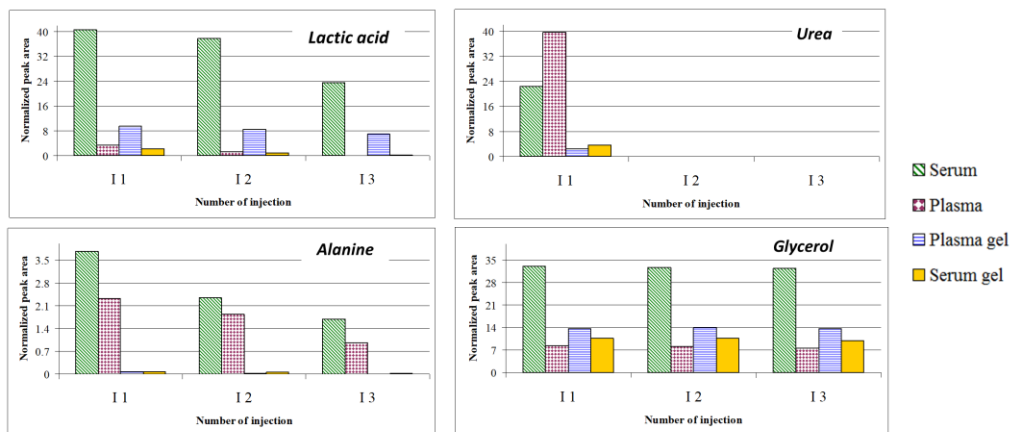 Lactic acid
Normalized peak area
40
32
24
16
8
0
I 1
I 2
I 3
Number of injection
Urea
Normalized peak area
40
32
24
16
8
0
I 1
I 2
I 3
Number of injection
Alanine
Normalized peak area
3.5
2.8
2.1
1.4
0.7
0
I 1
I 2
I 3
Number of injection
Glycerol
Normalized peak area
35
28
21
14
7
0
I 1
I 2
I 3
Number of injection
Serum
Plasma
Plasma gel
Serum gel